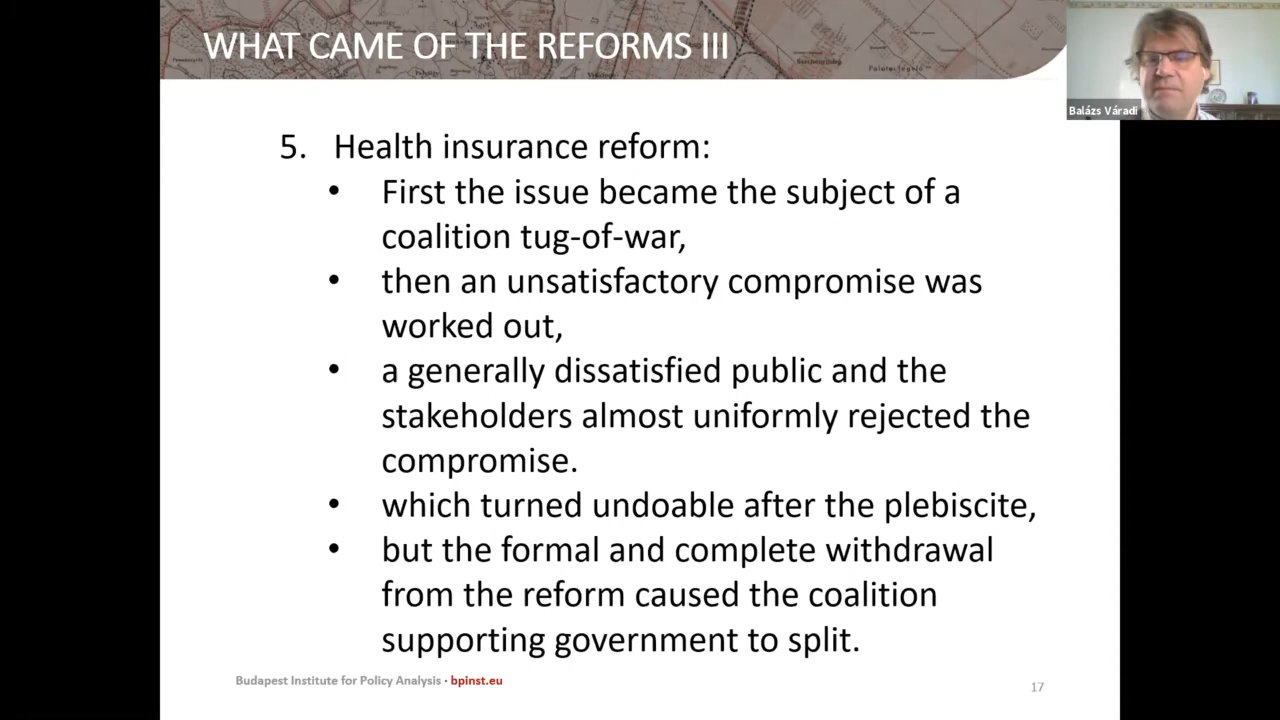 WHAT CAME OF THE REFORMS III
Balázs Váradi
5. Health insurance reform:
• First the issue became the subject of a
coalition tug-of-war,
• then an unsatisfactory compromise was
worked out,
• a generally dissatisfied public and the
stakeholders almost uniformly rejected the
compromise.
• which turned undoable after the plebiscite,
• but the formal and complete withdrawal
from the reform caused the coalition
supporting government to split.
Budapest Institute for Policy Analysis · bpinst.eu
17